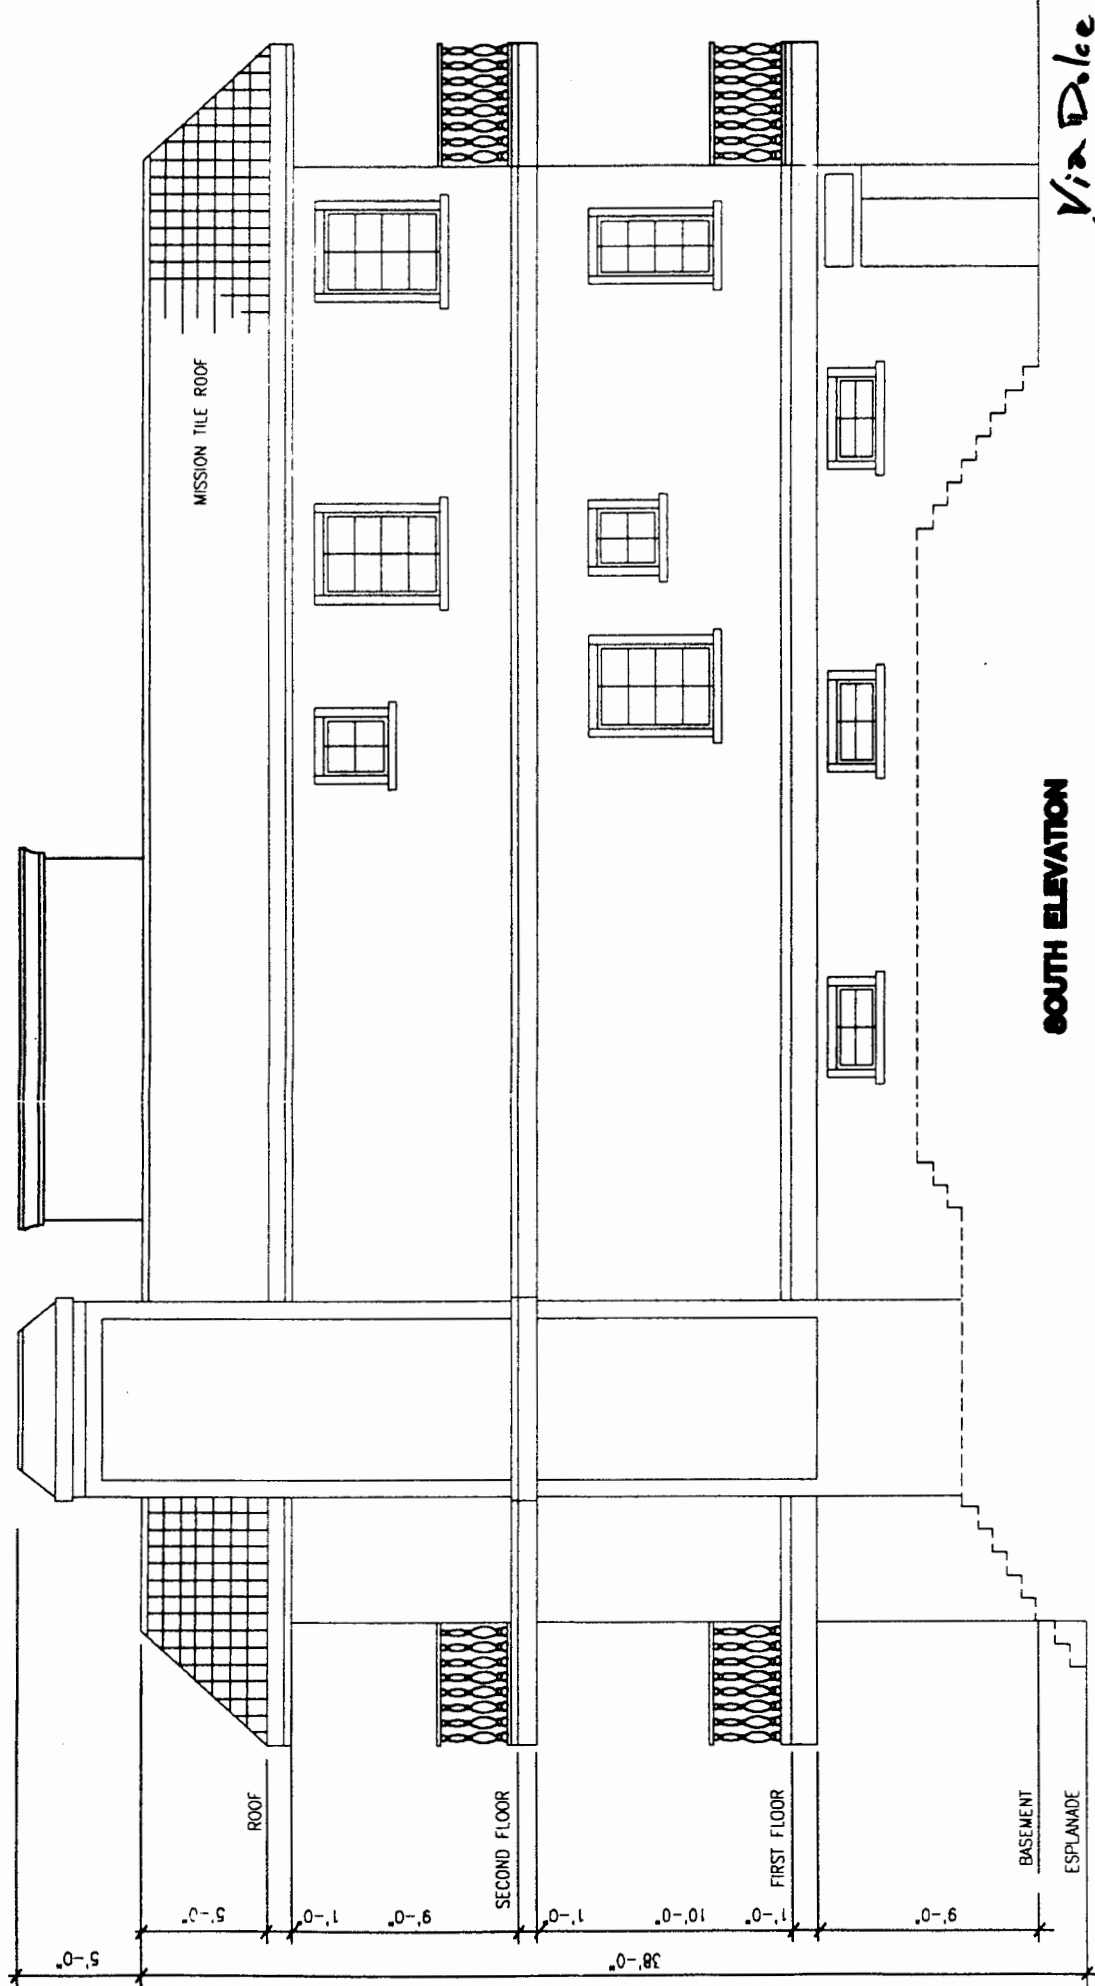 MISSION TILE ROOF
5'-0"
5'-0"
ROOF
1'-0"
9'-0"
SECOND FLOOR
1'-0"
10'-0"
FIRST FLOOR
1'-0"
38'-0"
9'-0"
BASEMENT
ESPLANADE
SOUTH ELEVATION
Via Dolce